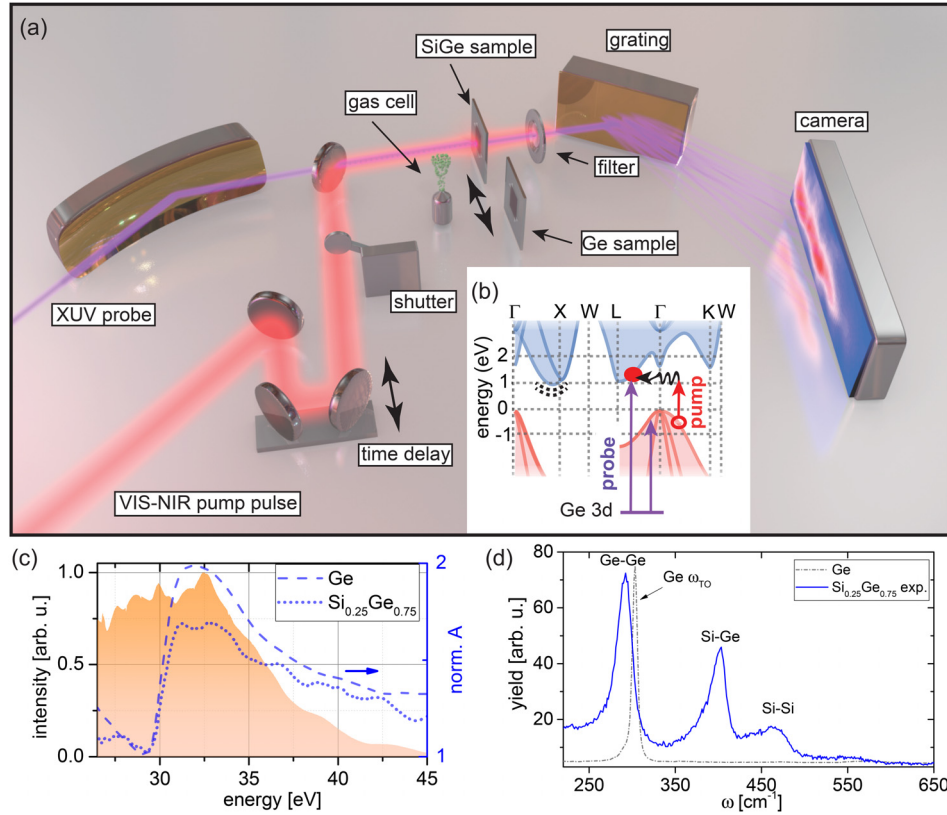 (a)
SiGe sample
grating
gas cell
camera
filter
Ge sample
XUV probe
shutter
time delay
VIS-NIR pump pulse
(b)
Γ X W L Γ K W
energy (eV)
2
1
0
-1
pump
probe
Ge 3d
(c)
intensity [arb. u.]
1.0
0.5
0.0
Ge
Si0.25Ge0.75
2
1
norm. A
25 30 35 40 45
energy [eV]
(d)
yield [arb. u.]
80
60
40
20
Ge-Ge
Ge ωTO
Si-Ge
Si-Si
Ge
Si0.25Ge0.75 exp.
250 350 450 550 650
ω [cm-1]